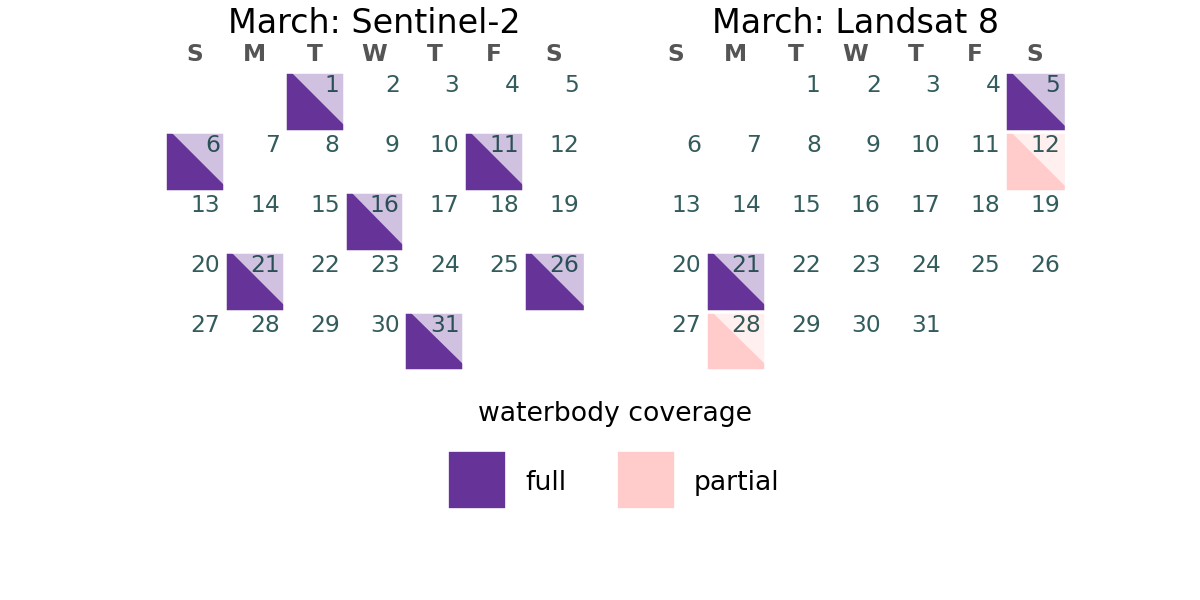 March: Sentinel-2
S M T W T F S
1 2 3 4 5
6 7 8 9 10 11 12
13 14 15 16 17 18 19
20 21 22 23 24 25 26
27 28 29 30 31
March: Landsat 8
S M T W T F S
1 2 3 4 5
6 7 8 9 10 11 12
13 14 15 16 17 18 19
20 21 22 23 24 25 26
27 28 29 30 31
waterbody coverage
full partial